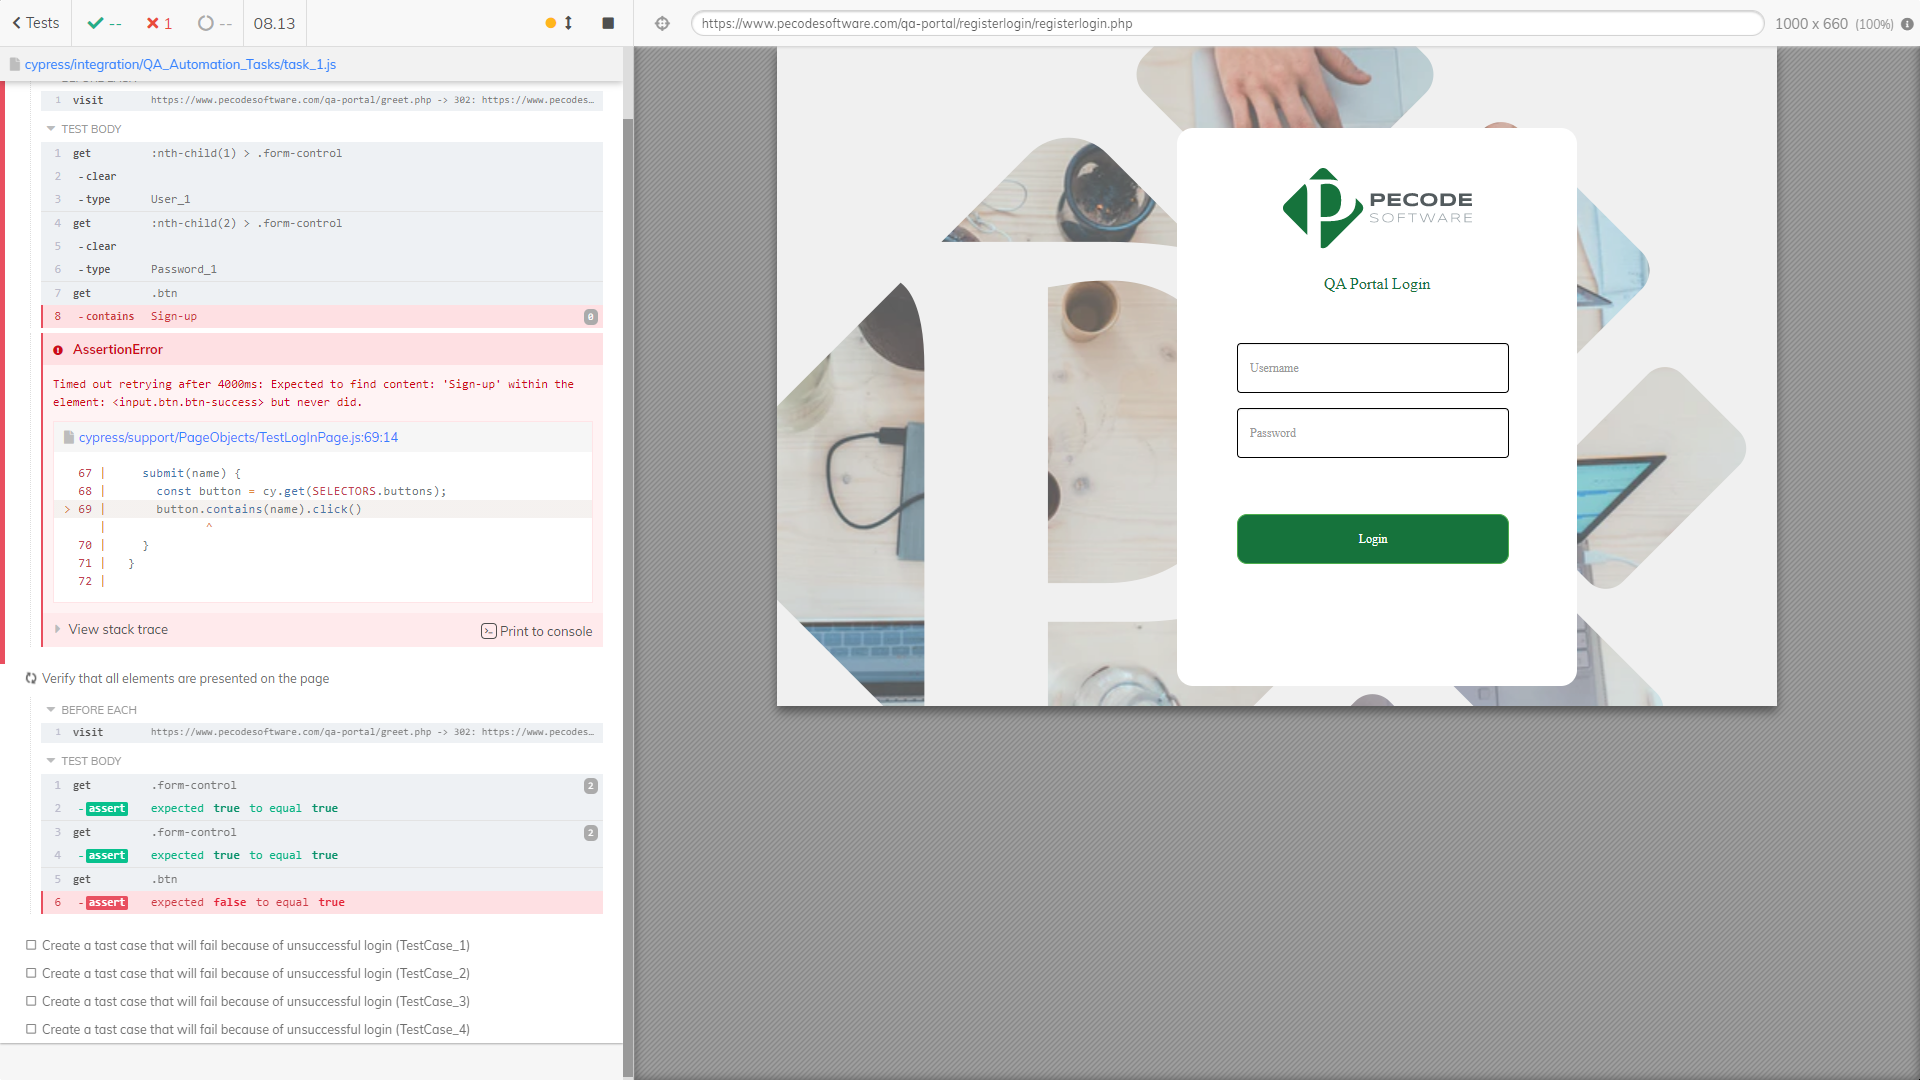 Tests
--
1
--
08.13
https://www.pecodesoftware.com/qa-portal/registerlogin/registerlogin.php
1000 x 660 (100%)
cypress/integration/QA_Automation_Tasks/task_1.js
1 visit https://www.pecodesoftware.com/qa-portal/greet.php -> 302: https://www.pecodes…
TEST BODY
1 get :nth-child(1) > .form-control
2 -clear
3 -type User_1
4 get :nth-child(2) > .form-control
5 -clear
6 -type Password_1
7 get .btn
8 -contains Sign-up 0
AssertionError
Timed out retrying after 4000ms: Expected to find content: 'Sign-up' within the
element: <input.btn.btn-success> but never did.
cypress/support/PageObjects/TestLogInPage.js:69:14
67 | submit(name) {
68 | const button = cy.get(SELECTORS.buttons);
> 69 | button.contains(name).click()
| ^
70 | }
71 | }
72 |
View stack trace
Print to console
Verify that all elements are presented on the page
BEFORE EACH
1 visit https://www.pecodesoftware.com/qa-portal/greet.php -> 302: https://www.pecodes…
TEST BODY
1 get .form-control 2
2 -assert expected true to equal true
3 get .form-control 2
4 -assert expected true to equal true
5 get .btn
6 -assert expected false to equal true
Create a tast case that will fail because of unsuccessful login (TestCase_1)
Create a tast case that will fail because of unsuccessful login (TestCase_2)
Create a tast case that will fail because of unsuccessful login (TestCase_3)
Create a tast case that will fail because of unsuccessful login (TestCase_4)
PECODE
SOFTWARE
QA Portal Login
Username
Password
Login